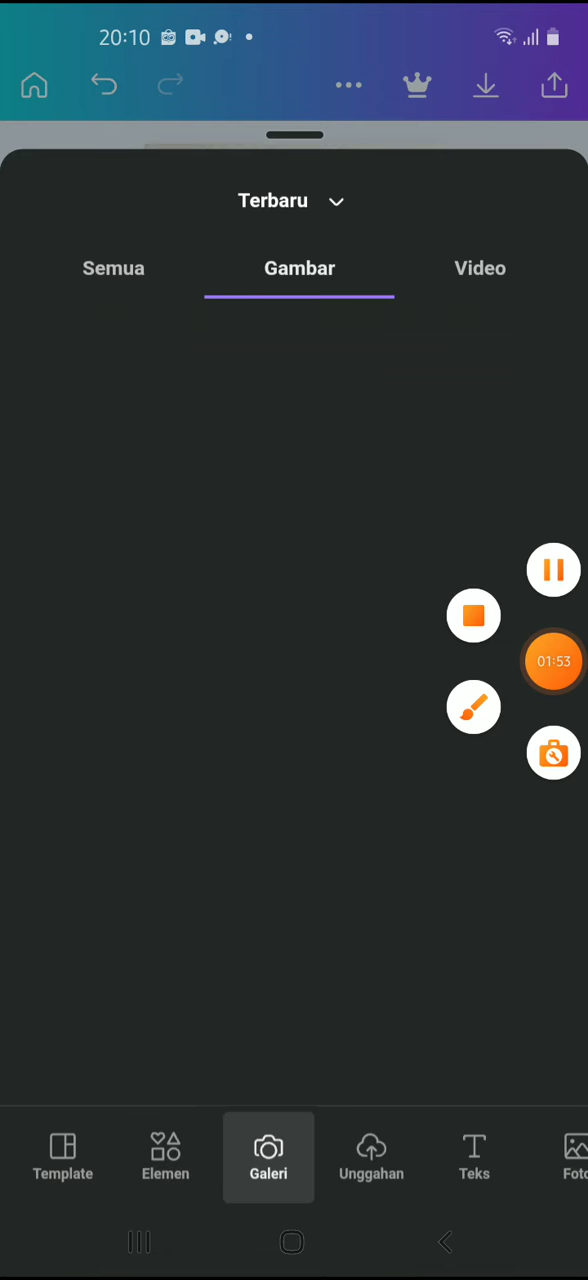 20:10
Terbaru
Semua Gambar Video
01:53
Template Elemen Galeri Unggahan Teks Foto